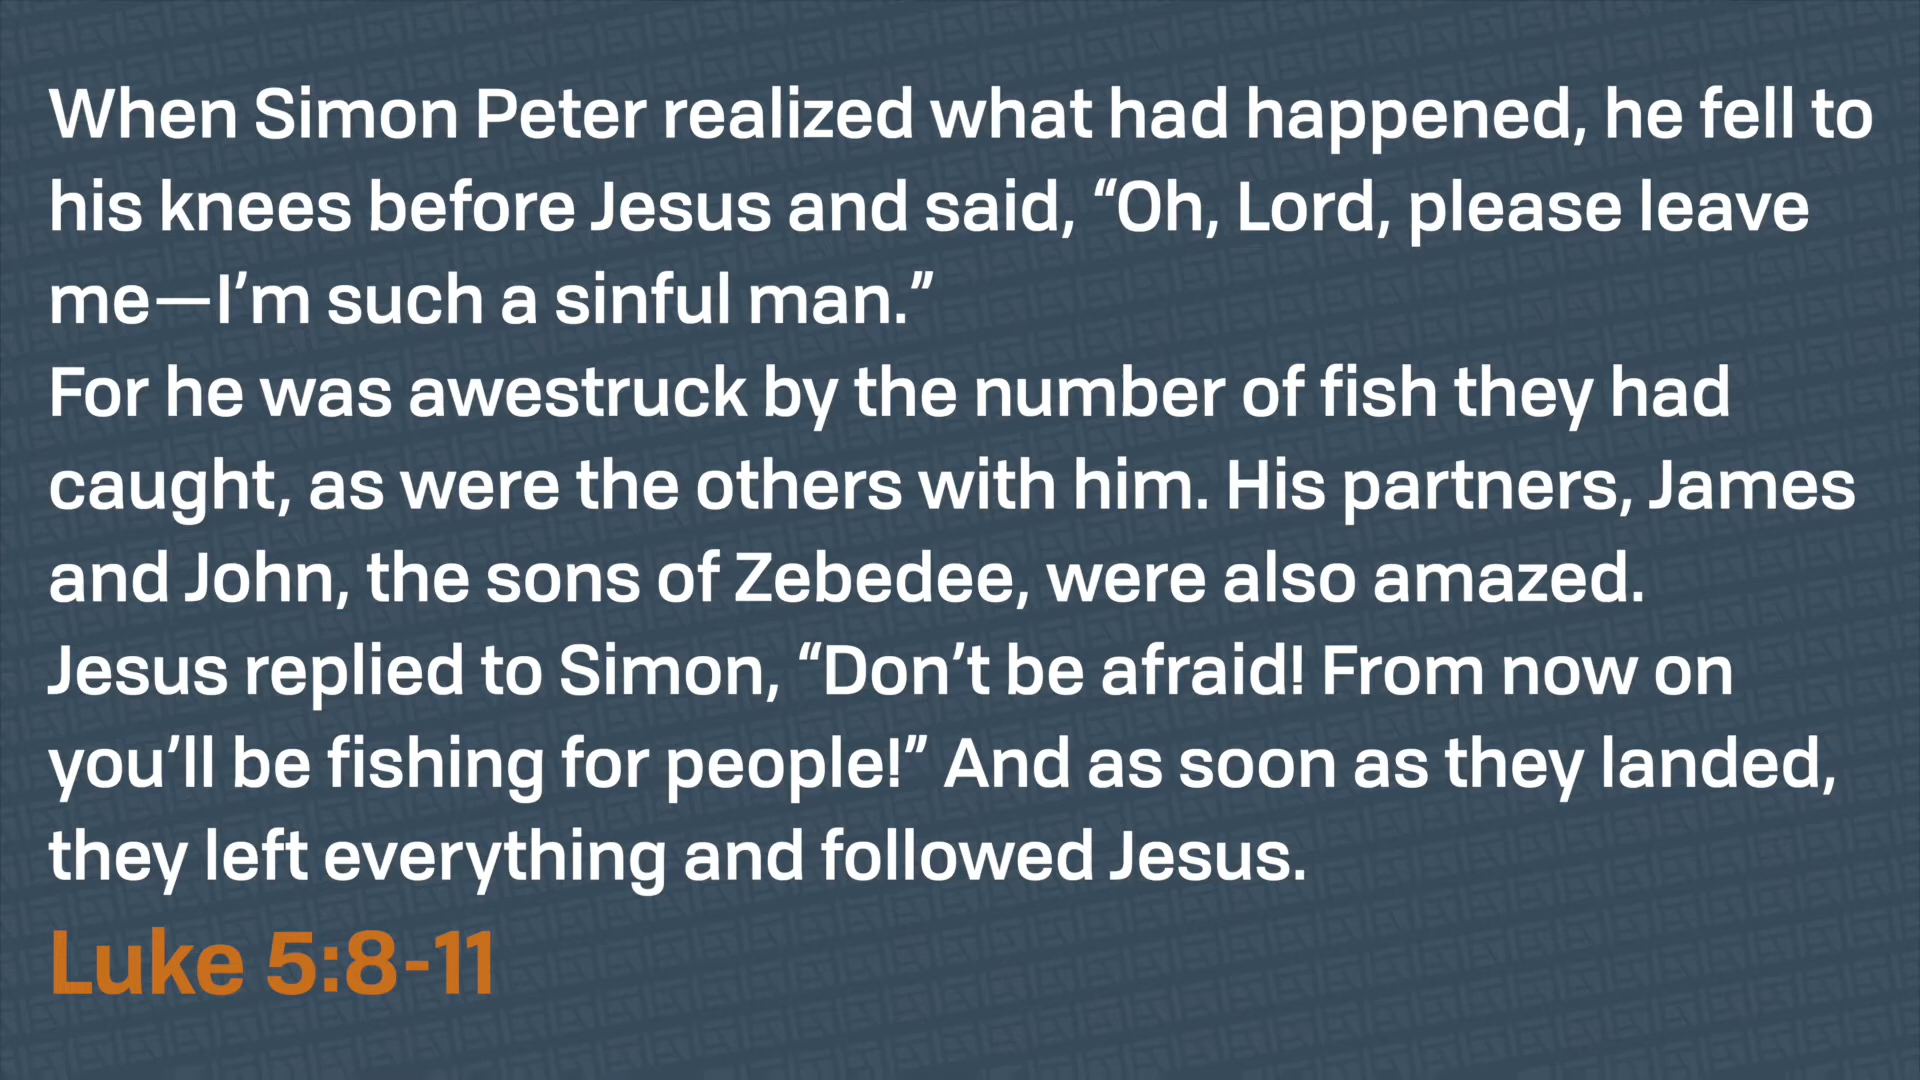 When Simon Peter realized what had happened, he fell to
his knees before Jesus and said, “Oh, Lord, please leave
me—I’m such a sinful man.”
For he was awestruck by the number of fish they had
caught, as were the others with him. His partners, James
and John, the sons of Zebedee, were also amazed.
Jesus replied to Simon, “Don’t be afraid! From now on
you’ll be fishing for people!” And as soon as they landed,
they left everything and followed Jesus.
Luke 5:8-11